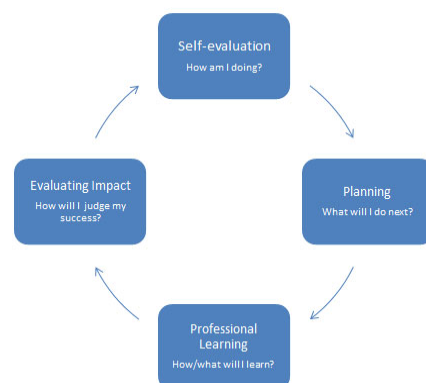 Self-evaluation
How am I doing?
Evaluating Impact
How will I judge my
success?
Planning
What will I do next?
Professional
Learning
How/what will I learn?